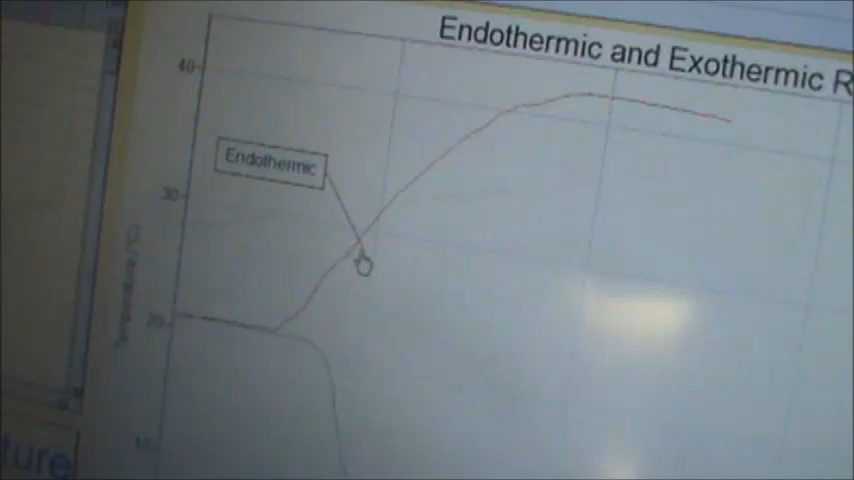 Endothermic and Exothermic R
40
Endothermic
30
Temperature (°C)
20
10
ture